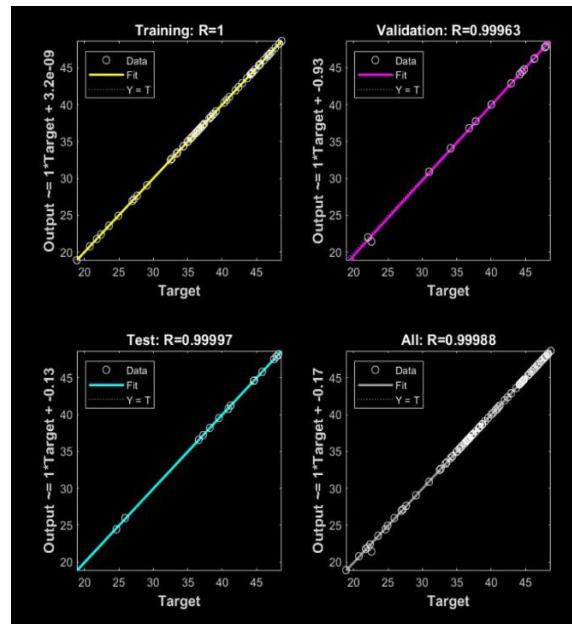 Training: R=1
Output ~= 1*Target + 3.2e-09
Data
Fit
Y = T
45
40
35
30
25
20
20 25 30 35 40 45
Target
Validation: R=0.99963
Output ~= 1*Target + -0.93
Data
Fit
Y = T
45
40
35
30
25
20
20 25 30 35 40 45
Target
Test: R=0.99997
Output ~= 1*Target + -0.13
Data
Fit
Y = T
45
40
35
30
25
20
20 25 30 35 40 45
Target
All: R=0.99988
Output ~= 1*Target + -0.17
Data
Fit
Y = T
45
40
35
30
25
20
20 25 30 35 40 45
Target